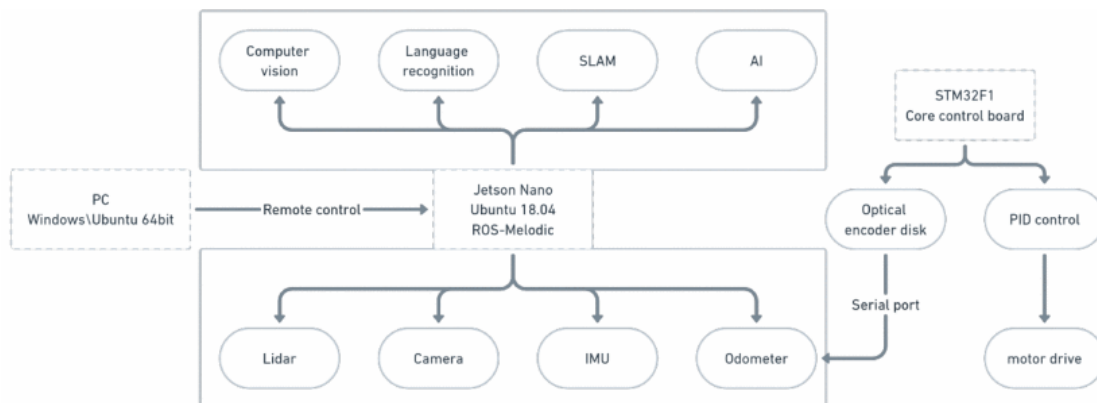 Computer
vision
Language
recognition
SLAM
AI
STM32F1
Core control board
PC
Windows\Ubuntu 64bit
Remote control
Jetson Nano
Ubuntu 18.04
ROS-Melodic
Optical
encoder disk
PID control
Serial port
Lidar
Camera
IMU
Odometer
motor drive